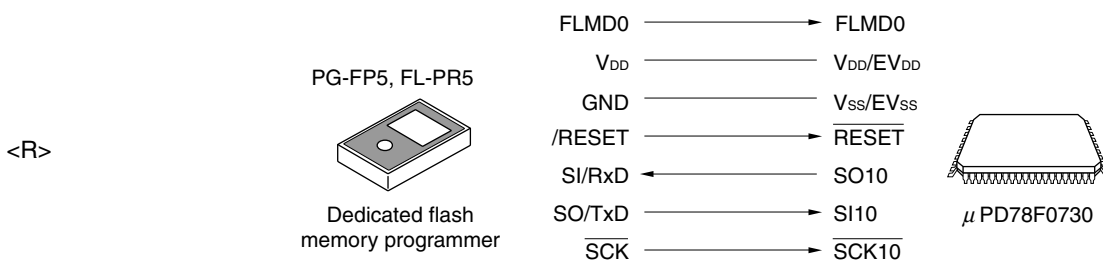 FLMD0 FLMD0
VDD VDD/EVDD
PG-FP5, FL-PR5
GND VSS/EVSS
<R>
/RESET RESET
SI/RxD SO10
Dedicated flash
memory programmer
SO/TxD SI10
μ PD78F0730
SCK SCK10